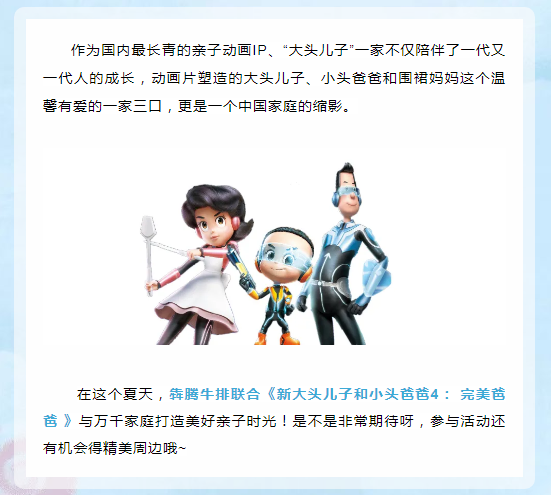 作为国内最长青的亲子动画IP、“大头儿子”一家不仅陪伴了一代又
一代人的成长，动画片塑造的大头儿子、小头爸爸和围裙妈妈这个温
馨有爱的一家三口，更是一个中国家庭的缩影。
在这个夏天，犇腾牛排联合《新大头儿子和小头爸爸4 ： 完美爸
爸 》与万千家庭打造美好亲子时光！是不是非常期待呀，参与活动还
有机会得精美周边哦~